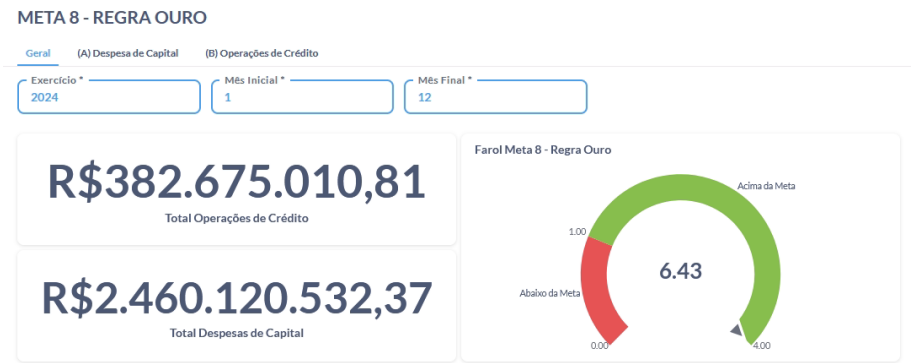 META 8 - REGRA OURO
Geral (A) Despesa de Capital (B) Operações de Crédito
Exercício * Mês Inicial * Mês Final *
2024 1 12
R$382.675.010,81
Total Operações de Crédito
R$2.460.120.532,37
Total Despesas de Capital
Farol Meta 8 - Regra Ouro
Acima da Meta
1.00
6.43
Abaixo da Meta
0.00 4.00